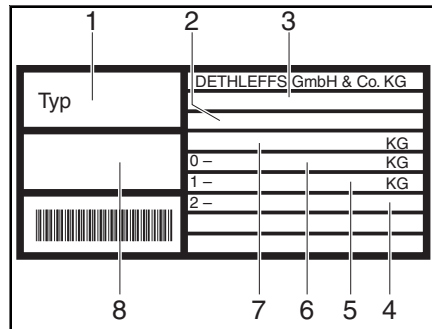 1 2 3
DETHLEFFS GmbH & Co. KG
Typ
KG
0 – KG
1 – KG
2 –
8 7 6 5 4